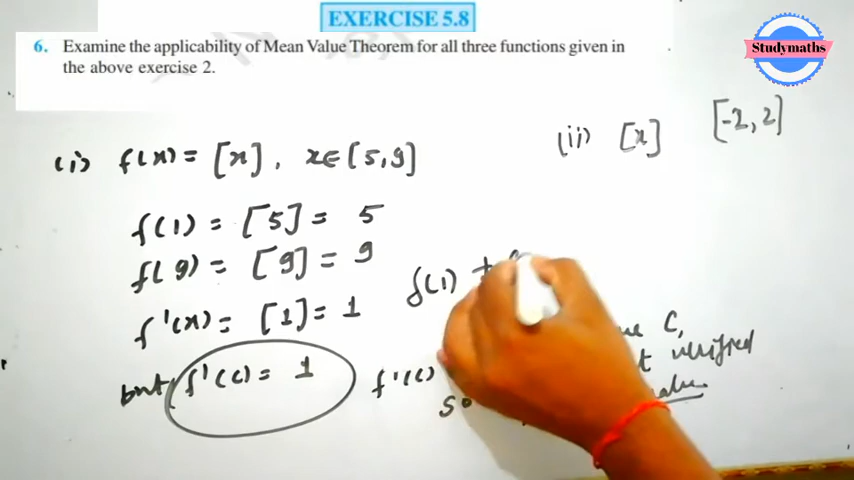 EXERCISE 5.8
6. Examine the applicability of Mean Value Theorem for all three functions given in
the above exercise 2.
Studymaths
(i) f(x) = [x], x∈[5,9]
(ii) [x] [-2,2]
f(1) = [5] = 5
f(9) = [9] = 9
f(1) ≠
f'(x) = [1] = 1
but f'(c) = 1
f'(c)
C,
verified
so value